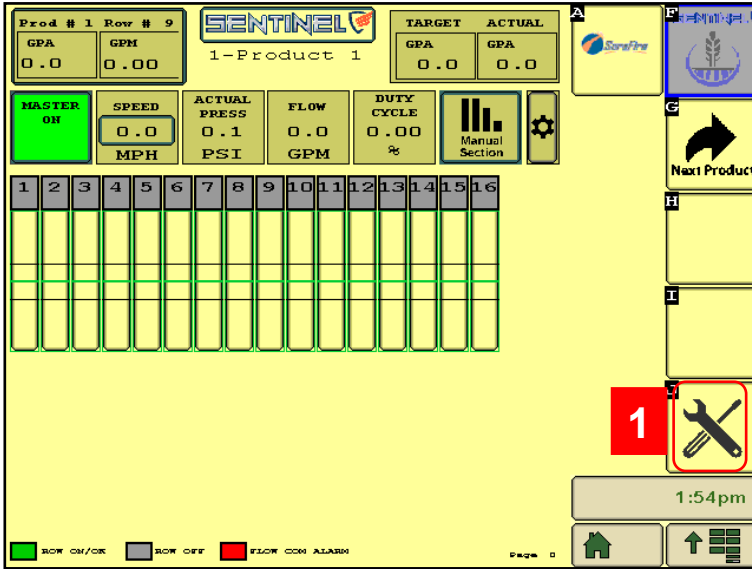 Prod # 1 Row # 9
GPA GPM
0.0 0.00
SENTINEL
1-Product 1
TARGET ACTUAL
GPA GPA
0.0 0.0
MASTER ON
SPEED
0.0
MPH
ACTUAL PRESS
0.1
PSI
FLOW
0.0
GPM
DUTY CYCLE
0.00
%
Manual Section
1 2 3 4 5 6 7 8 9 10 11 12 13 14 15 16
ROW ON/OK ROW OFF FLOW COM ALARM
Page 0
A
SureFire
F
SENTINEL
G
Next Product
H
I
J
1
1:54pm